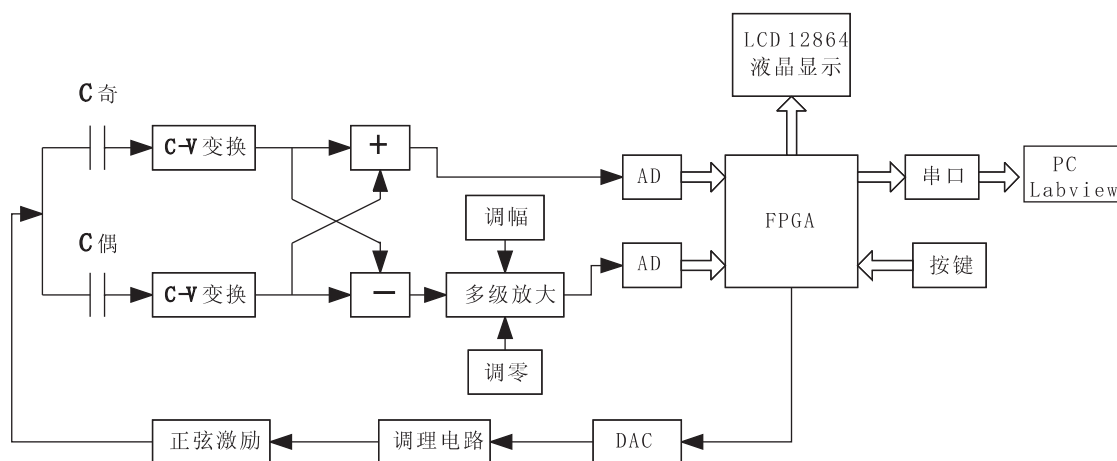 LCD 12864
液晶显示
C奇
C-V变换
+
AD
串口
PC
Labview
FPGA
调幅
C偶
AD
按键
C-V变换
−
多级放大
调零
正弦激励
调理电路
DAC